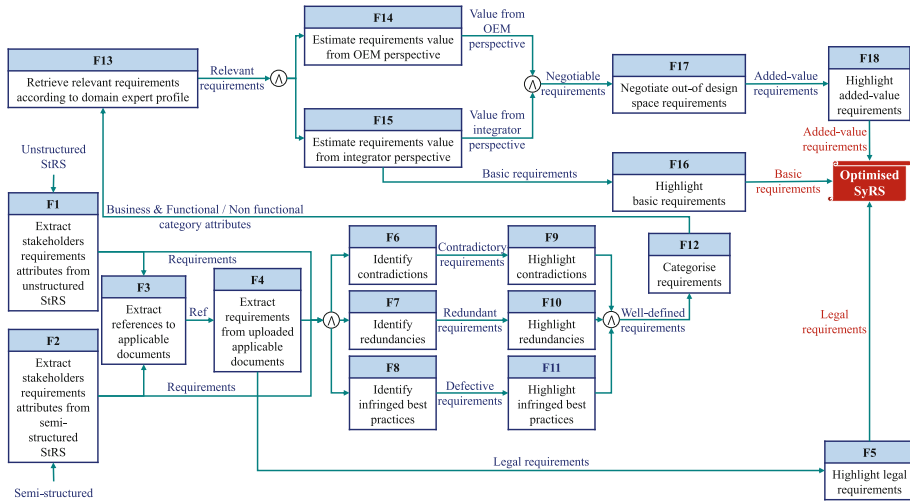 F14
Estimate requirements value
from OEM perspective
Value from
OEM
perspective
F13
Retrieve relevant requirements
according to domain expert profile
Relevant
requirements
Λ
Λ
Negotiable
requirements
F17
Negotiate out-of design
space requirements
Added-value
requirements
F18
Highlight
added-value
requirements
F15
Estimate requirements value
from integrator perspective
Value from
integrator
perspective
Added-value
requirements
Unstructured
StRS
Basic requirements
F16
Highlight
basic requirements
Basic
requirements
Optimised
SyRS
F1
Extract
stakeholders
requirements
attributes from
unstructured
StRS
Business & Functional / Non functional
category attributes
Requirements
F3
Extract
references to
applicable
documents
Ref
F4
Extract
requirements
from uploaded
applicable
documents
Λ
F6
Identify
contradictions
Contradictory
requirements
F9
Highlight
contradictions
F12
Categorise
requirements
F7
Identify
redundancies
Redundant
requirements
F10
Highlight
redundancies
Λ
Well-defined
requirements
Legal
requirements
F2
Extract
stakeholders
requirements
attributes from
semi-
structured
StRS
Requirements
F8
Identify
infringed best
practices
Defective
requirements
F11
Highlight
infringed best
practices
Legal requirements
F5
Highlight legal
requirements
Semi-structured